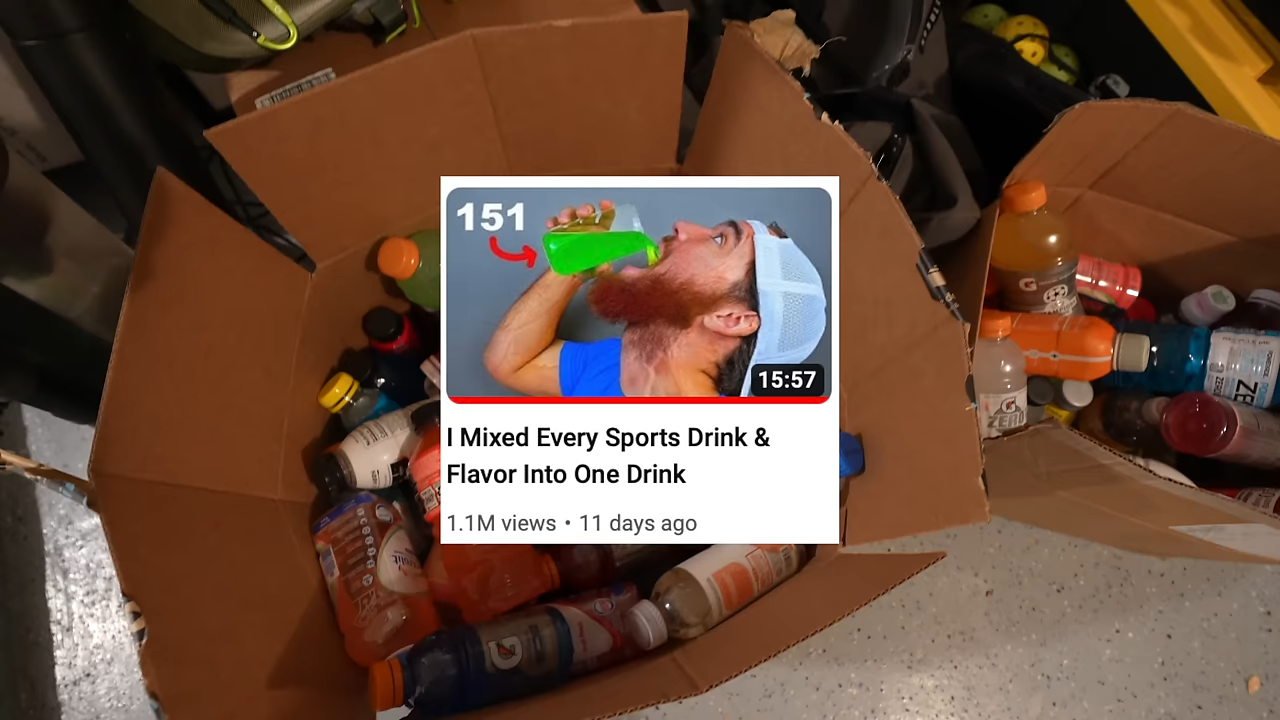 151
15:57
I Mixed Every Sports Drink &
Flavor Into One Drink
1.1M views • 11 days ago
G
ZERO
G
G